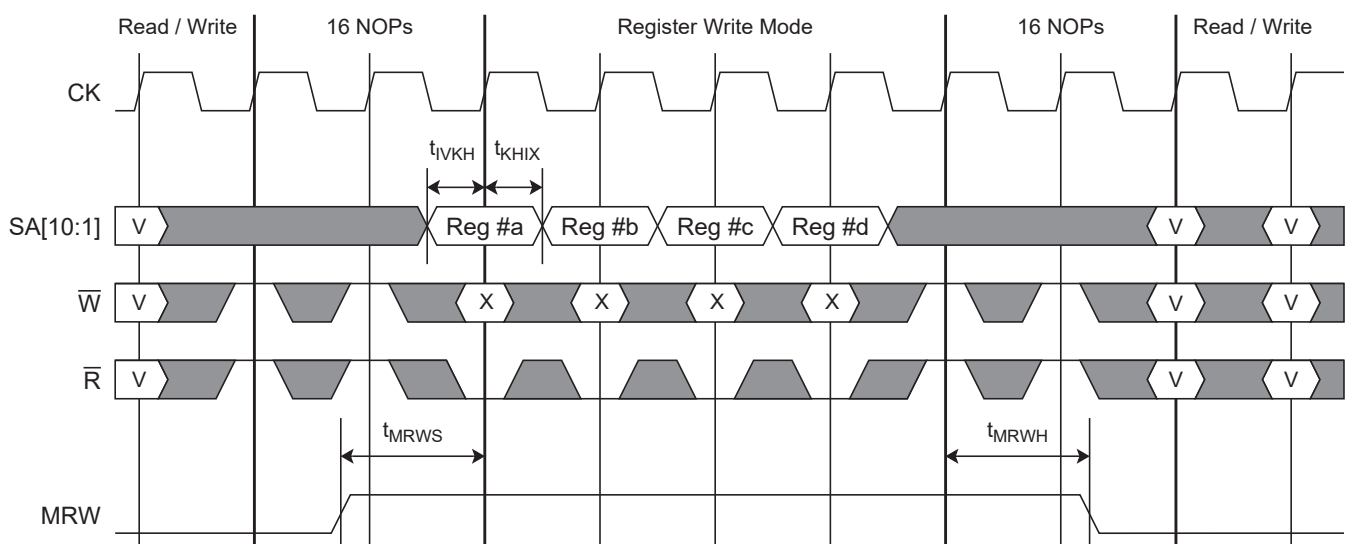 Read / Write 16 NOPs Register Write Mode 16 NOPs Read / Write
CK
tIVKH tKHIX
SA[10:1] V Reg #a Reg #b Reg #c Reg #d V V
W̅ V X X X X V V
R̅ V V V
tMRWS tMRWH
MRW